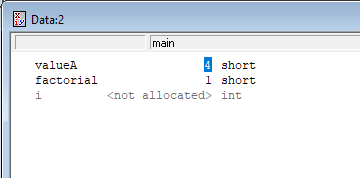 Data:2
main
valueA 4 short
factorial 1 short
i <not allocated> int